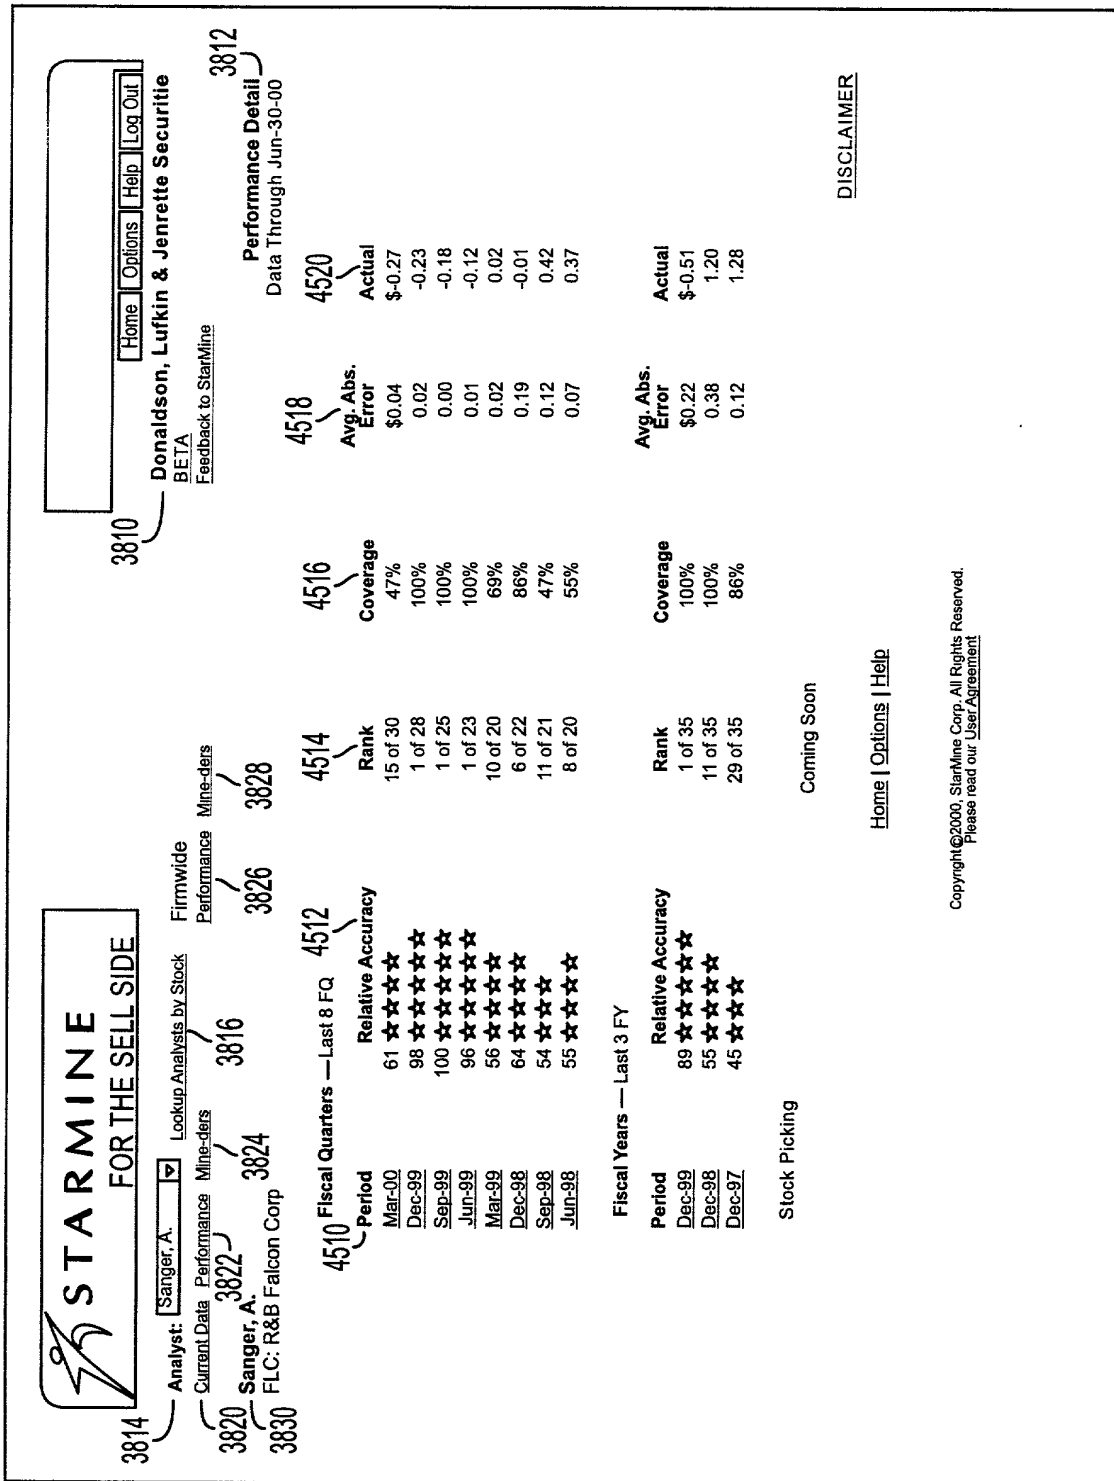 STARMINE
FOR THE SELL SIDE
Home Options Help Log Out
3814 Analyst: Sanger, A. Lookup Analysts by Stock Firmwide 3810 Donaldson, Lufkin & Jenrette Securitie
Current Data Performance Mine-ders 3816 Performance Mine-ders BETA
Feedback to StarMine
3820 3822 3824 3826 3828 3812
3830 Sanger, A. Performance Detail
FLC: R&B Falcon Corp Data Through Jun-30-00
4510 Fiscal Quarters — Last 8 FQ 4512 4514 4516 4518 4520
Period Relative Accuracy Rank Coverage Avg. Abs. Error Actual
Mar-00 61 ☆☆☆☆ 15 of 30 47% $0.04 $-0.27
Dec-99 98 ☆☆☆☆☆ 1 of 28 100% 0.02 -0.23
Sep-99 100 ☆☆☆☆☆ 1 of 25 100% 0.00 -0.18
Jun-99 96 ☆☆☆☆☆ 1 of 23 100% 0.01 -0.12
Mar-99 56 ☆☆☆☆ 10 of 20 69% 0.02 0.02
Dec-98 64 ☆☆☆☆ 6 of 22 86% 0.19 -0.01
Sep-98 54 ☆☆☆ 11 of 21 47% 0.12 0.42
Jun-98 55 ☆☆☆☆ 8 of 20 55% 0.07 0.37
Fiscal Years — Last 3 FY
Period Relative Accuracy Rank Coverage Avg. Abs. Error Actual
Dec-99 89 ☆☆☆☆☆ 1 of 35 100% $0.22 $-0.51
Dec-98 55 ☆☆☆☆ 11 of 35 100% 0.38 1.20
Dec-97 45 ☆☆☆ 29 of 35 86% 0.12 1.28
Stock Picking Coming Soon
DISCLAIMER
Home | Options | Help
Copyright©2000, StarMine Corp. All Rights Reserved.
Please read our User Agreement